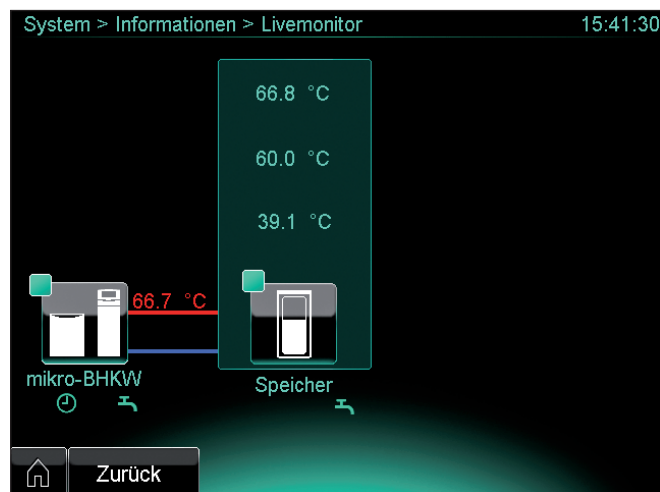 System > Informationen > Livemonitor 15:41:30
66.8 °C
60.0 °C
39.1 °C
66.7 °C
mikro-BHKW
Speicher
Zurück